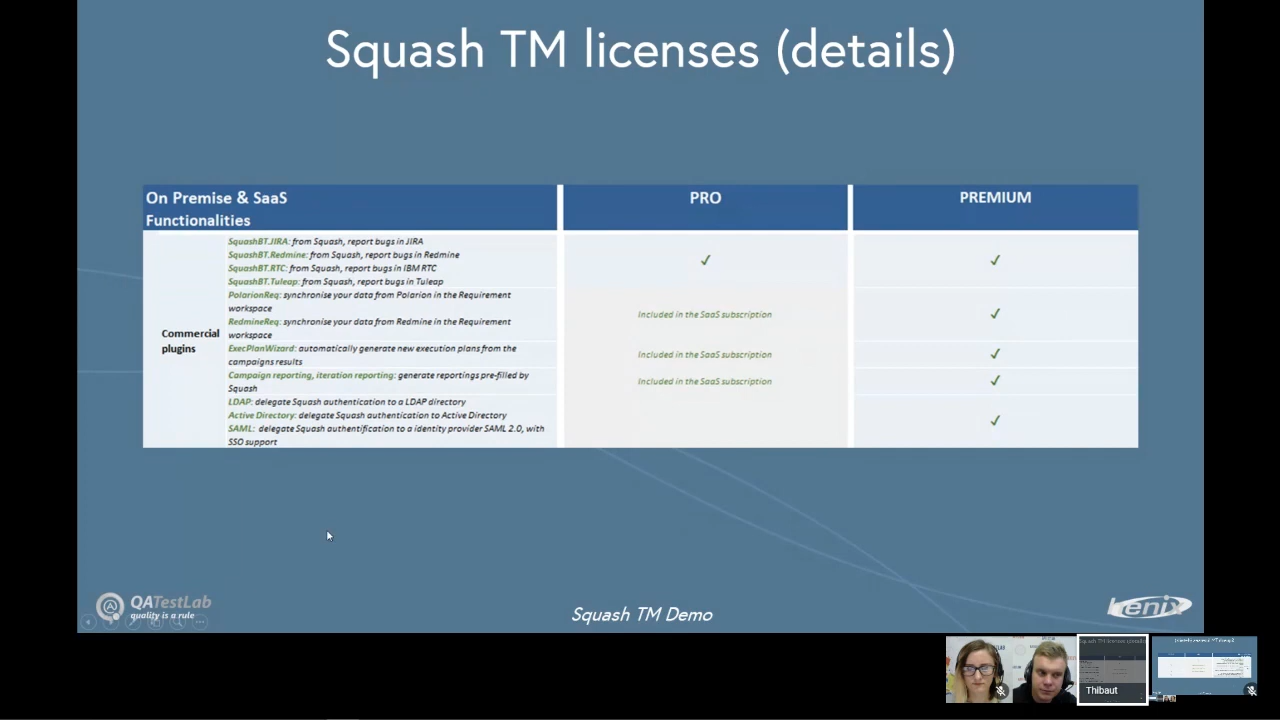 Squash TM licenses (details)
On Premise & SaaS
Functionalities
PRO
PREMIUM
Commercial
plugins
SquashBT.JIRA: from Squash, report bugs in JIRA
SquashBT.Redmine: from Squash, report bugs in Redmine
SquashBT.RTC: from Squash, report bugs in IBM RTC
SquashBT.Tuleap: from Squash, report bugs in Tuleap
✓
✓
PolarionReq: synchronise your data from Polarion in the Requirement
workspace
RedmineReq: synchronise your data from Redmine in the Requirement
workspace
Included in the SaaS subscription
✓
ExecPlanWizard: automatically generate new execution plans from the
campaigns results
Included in the SaaS subscription
✓
Campaign reporting, iteration reporting: generate reportings pre-filled by
Squash
Included in the SaaS subscription
✓
LDAP: delegate Squash authentication to a LDAP directory
Active Directory: delegate Squash authentication to Active Directory
SAML: delegate Squash authentification to a identity provider SAML 2.0, with
SSO support
✓
QATestLab
quality is a rule
Squash TM Demo
henix
Thibaut